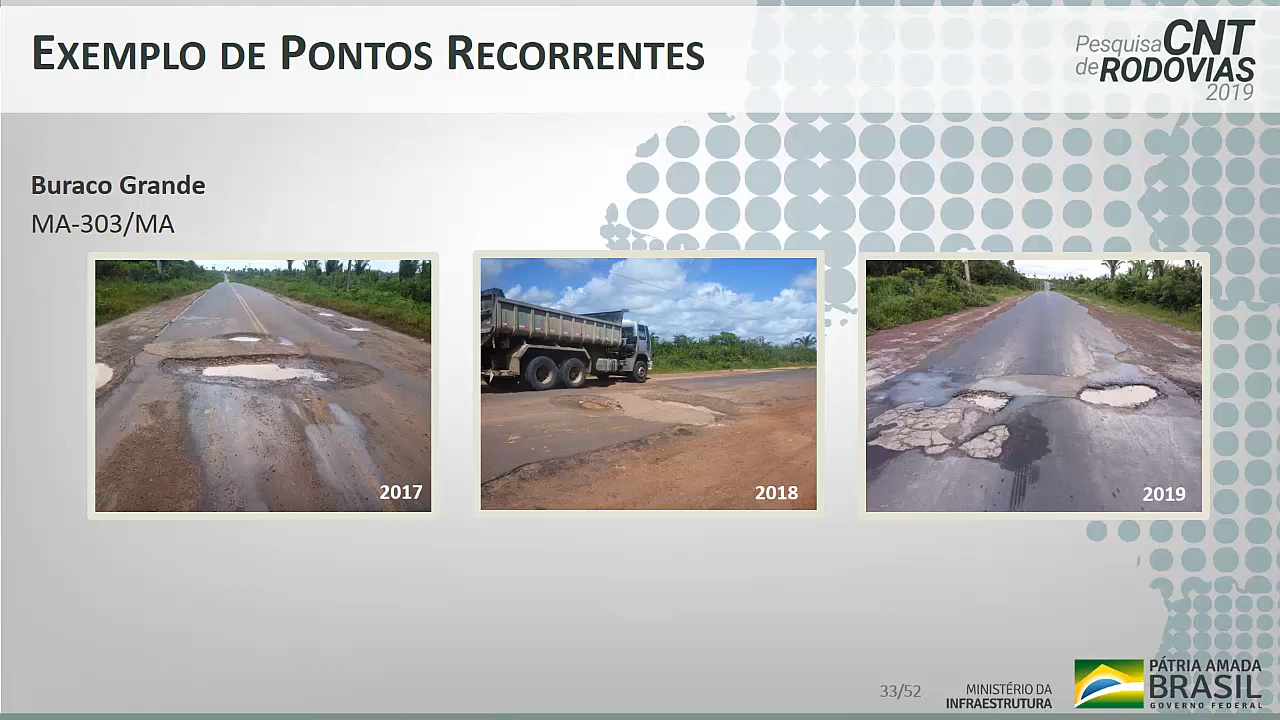 EXEMPLO DE PONTOS RECORRENTES
Pesquisa CNT
de RODOVIAS
2019
Buraco Grande
MA-303/MA
2017
2018
2019
33/52
MINISTÉRIO DA
INFRAESTRUTURA
PÁTRIA AMADA
BRASIL
GOVERNO FEDERAL